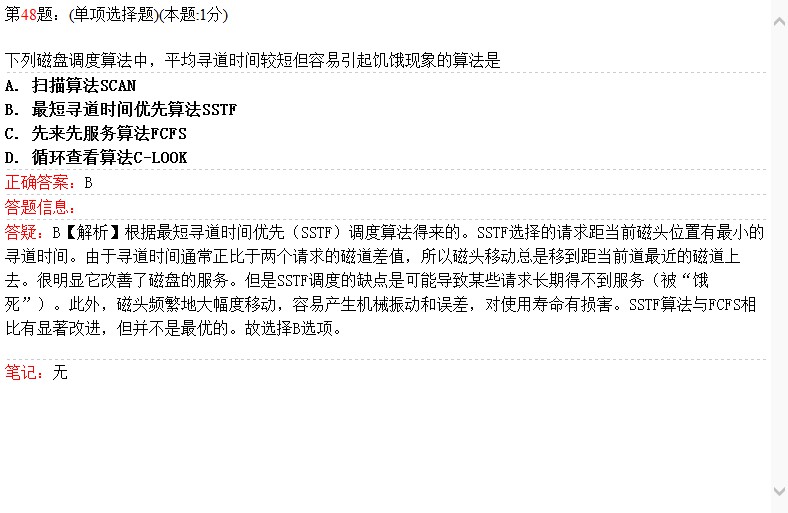 第48题：(单项选择题)(本题:1分)
下列磁盘调度算法中，平均寻道时间较短但容易引起饥饿现象的算法是
A. 扫描算法SCAN
B. 最短寻道时间优先算法SSTF
C. 先来先服务算法FCFS
D. 循环查看算法C-LOOK
正确答案：B
答题信息：
答疑：B【解析】根据最短寻道时间优先（SSTF）调度算法得来的。SSTF选择的请求距当前磁头位置有最小的
寻道时间。由于寻道时间通常正比于两个请求的磁道差值，所以磁头移动总是移到距当前道最近的磁道上
去。很明显它改善了磁盘的服务。但是SSTF调度的缺点是可能导致某些请求长期得不到服务（被“饿
死”）。此外，磁头频繁地大幅度移动，容易产生机械振动和误差，对使用寿命有损害。SSTF算法与FCFS相
比有显著改进，但并不是最优的。故选择B选项。
笔记：无